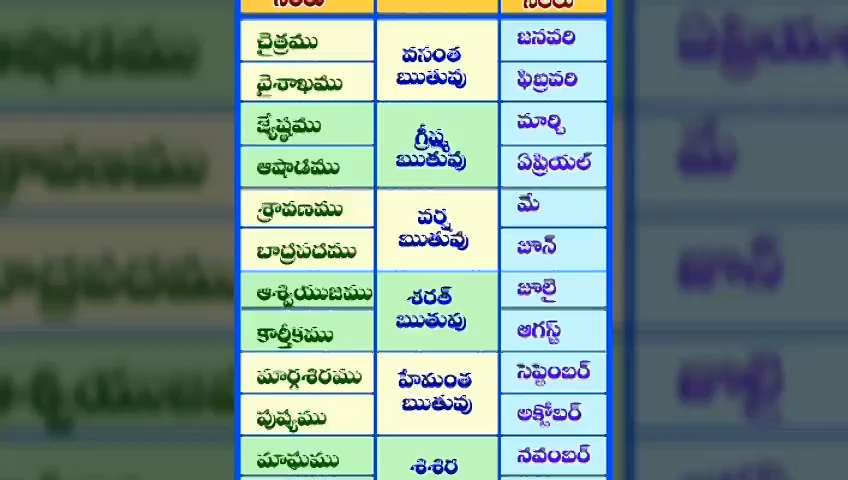 చైత్రము
వసంత
ఋతువు
జనవరి
వైశాఖము
ఫిబ్రవరి
జ్యేష్ఠము
గ్రీష్మ
ఋతువు
మార్చి
ఆషాడము
ఏప్రియల్
శ్రావణము
వర్ష
ఋతువు
మే
బాద్రపదము
జూన్
ఆశ్వీయుజము
శరత్
ఋతువు
జూలై
కార్తీకము
ఆగస్ట్
మార్గశిరము
హేమంత
ఋతువు
సెప్టెంబర్
పుష్యము
అక్టోబర్
మాఘము
శిశిర
నవంబర్